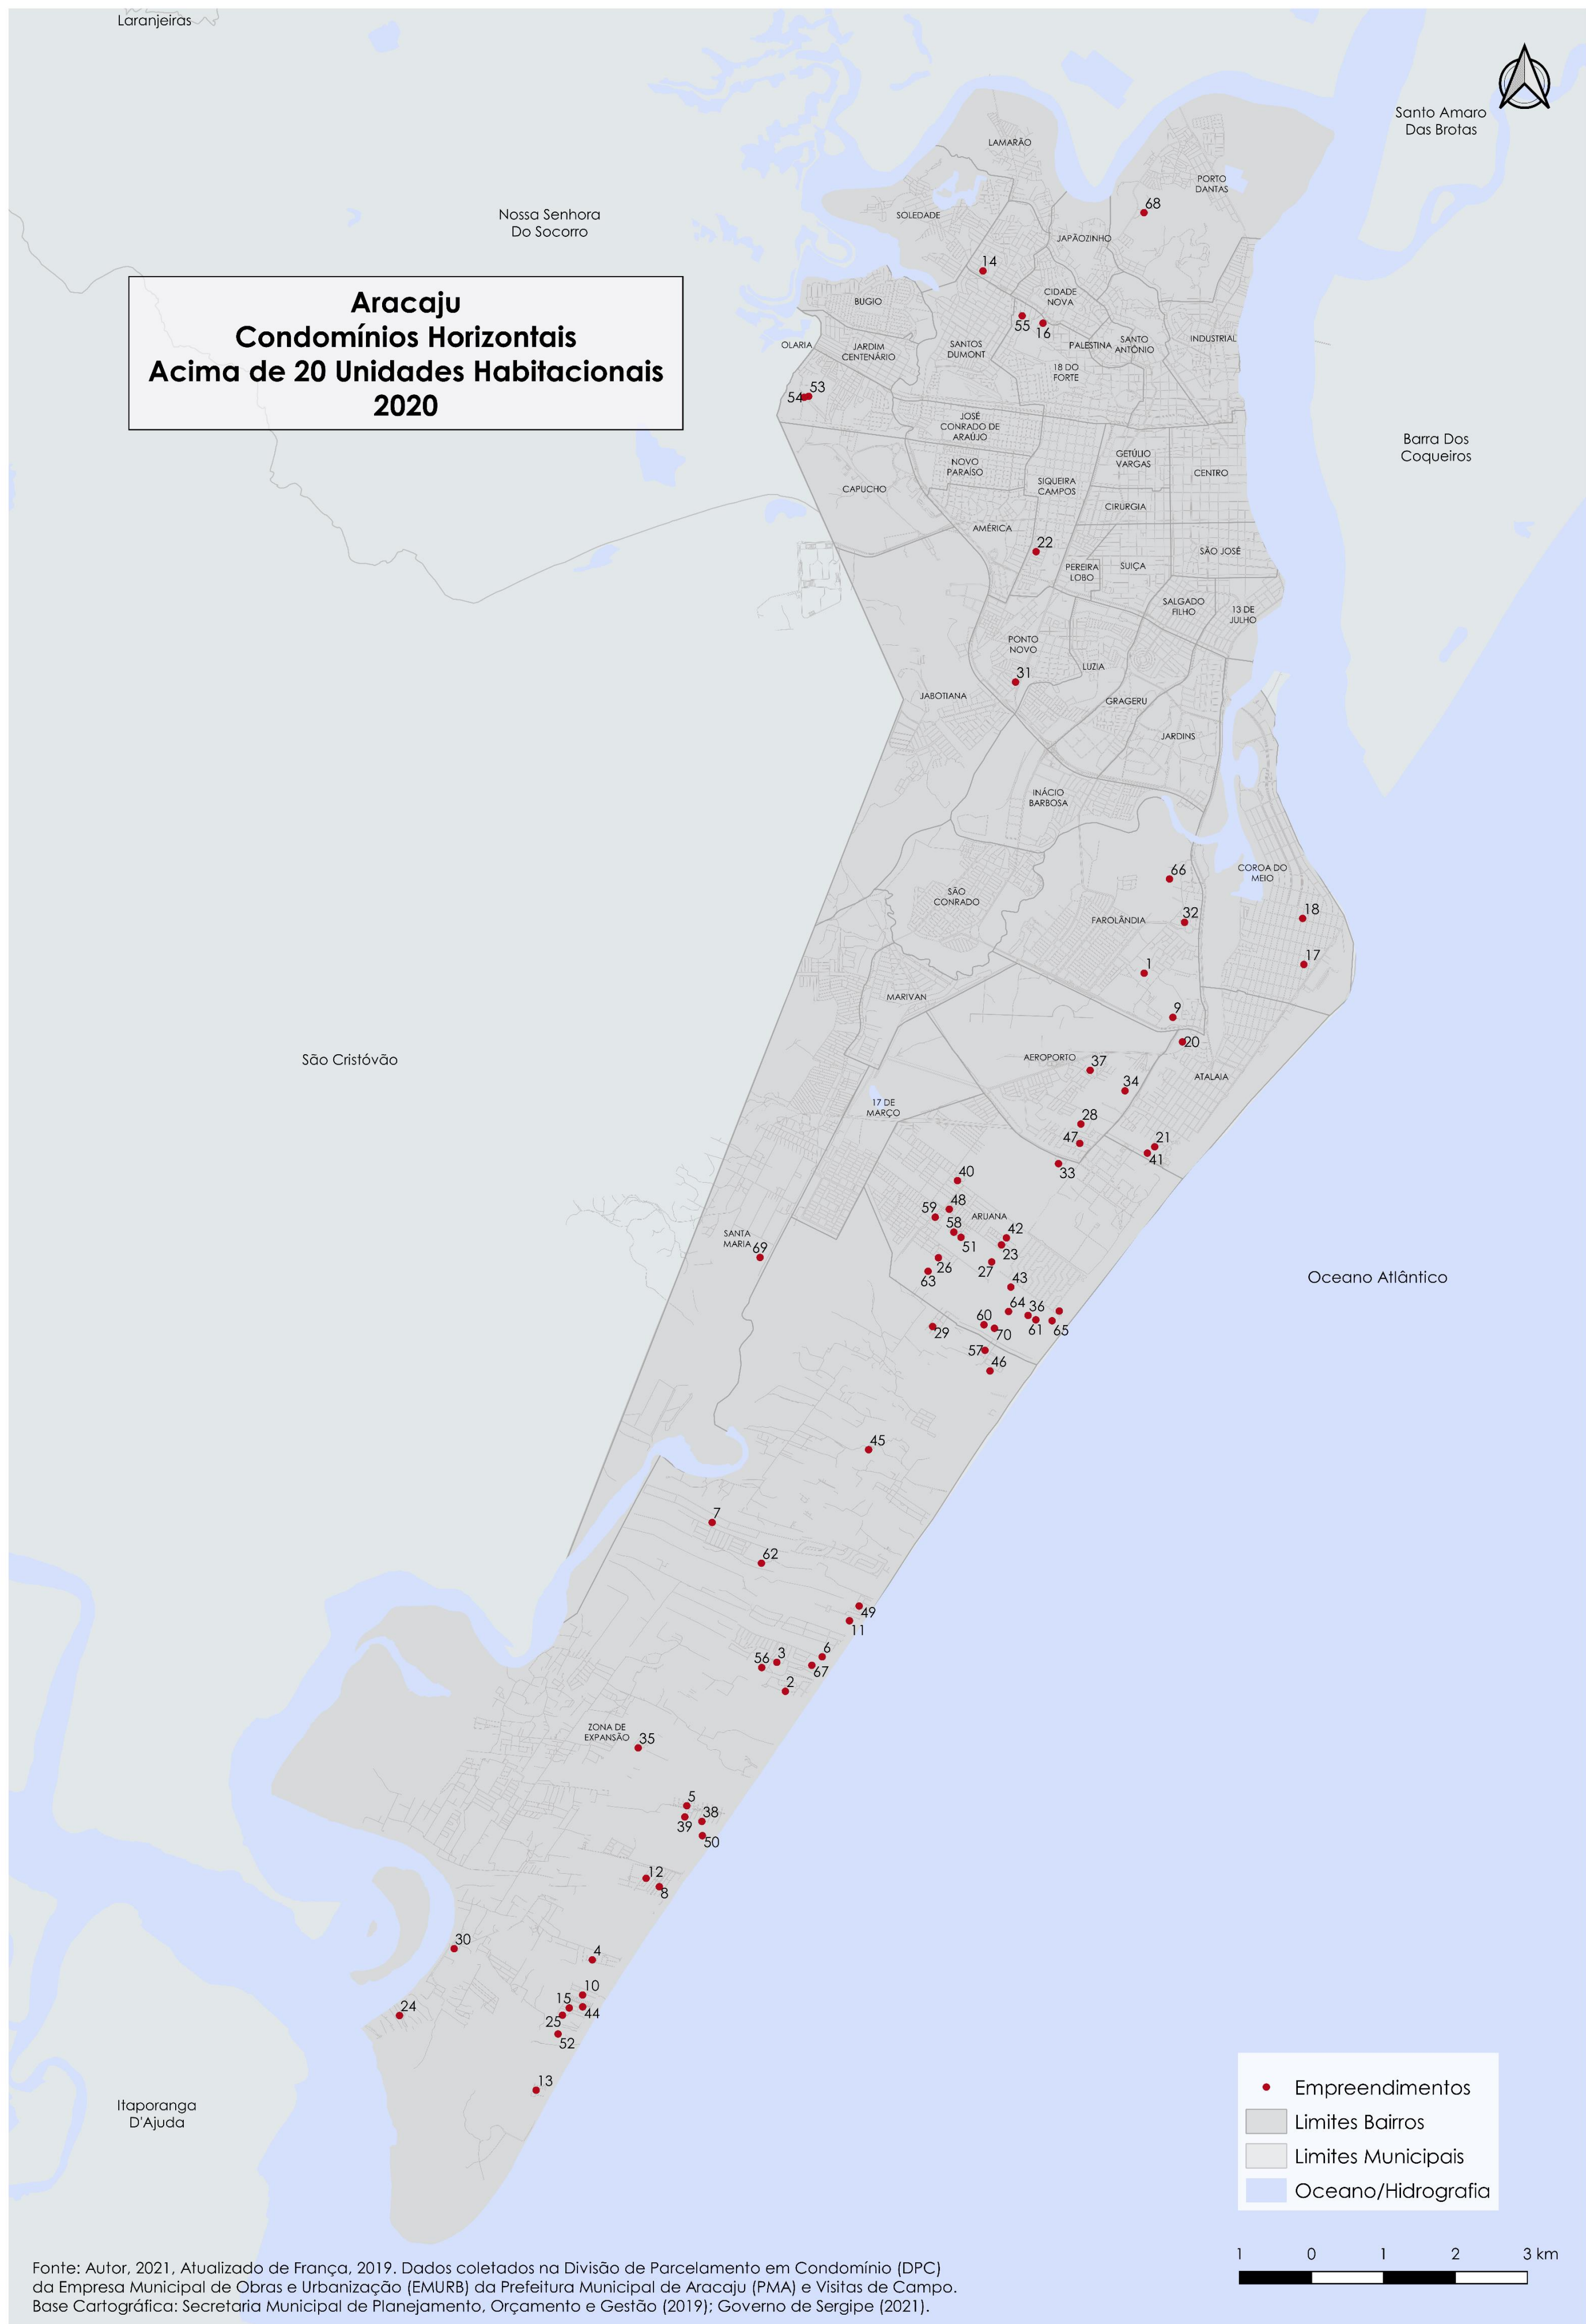 Laranjeiras
Santo Amaro
Das Brotas
LAMARÃO
PORTO
DANTAS
68
Nossa Senhora
Do Socorro
SOLEDADE
JAPÃOZINHO
14
Aracaju
Condomínios Horizontais
Acima de 20 Unidades Habitacionais
2020
BUGIO
CIDADE
NOVA
55
16
OLARIA
JARDIM
CENTENÁRIO
SANTOS
DUMONT
PALESTINA
SANTO
ANTÔNIO
INDUSTRIAL
18 DO
FORTE
54
53
JOSÉ
CONRADO DE
ARAÚJO
Barra Dos
Coqueiros
NOVO
PARAÍSO
GETÚLIO
VARGAS
CENTRO
CAPUCHO
SIQUEIRA
CAMPOS
CIRURGIA
AMÉRICA
22
SÃO JOSÉ
PEREIRA
LOBO
SUIÇA
SALGADO
FILHO
13 DE
JULHO
PONTO
NOVO
LUZIA
31
JABOTIANA
GRAGERU
JARDINS
INÁCIO
BARBOSA
66
COROA DO
MEIO
SÃO
CONRADO
FAROLÂNDIA
32
18
17
1
MARIVAN
9
20
São Cristóvão
AEROPORTO
37
34
ATALAIA
17 DE
MARÇO
28
47
21
41
33
40
48
59
ARUANA
58
51
42
23
SANTA
MARIA
69
26
63
27
43
Oceano Atlântico
64
36
61
65
60
70
29
57
46
45
7
62
49
11
56
3
6
67
2
ZONA DE
EXPANSÃO
35
5
39
38
50
12
8
30
4
10
15
44
24
25
52
13
Itaporanga
D'Ajuda
Empreendimentos
Limites Bairros
Limites Municipais
Oceano/Hidrografia
1 0 1 2 3 km
Fonte: Autor, 2021, Atualizado de França, 2019. Dados coletados na Divisão de Parcelamento em Condomínio (DPC)
da Empresa Municipal de Obras e Urbanização (EMURB) da Prefeitura Municipal de Aracaju (PMA) e Visitas de Campo.
Base Cartográfica: Secretaria Municipal de Planejamento, Orçamento e Gestão (2019); Governo de Sergipe (2021).